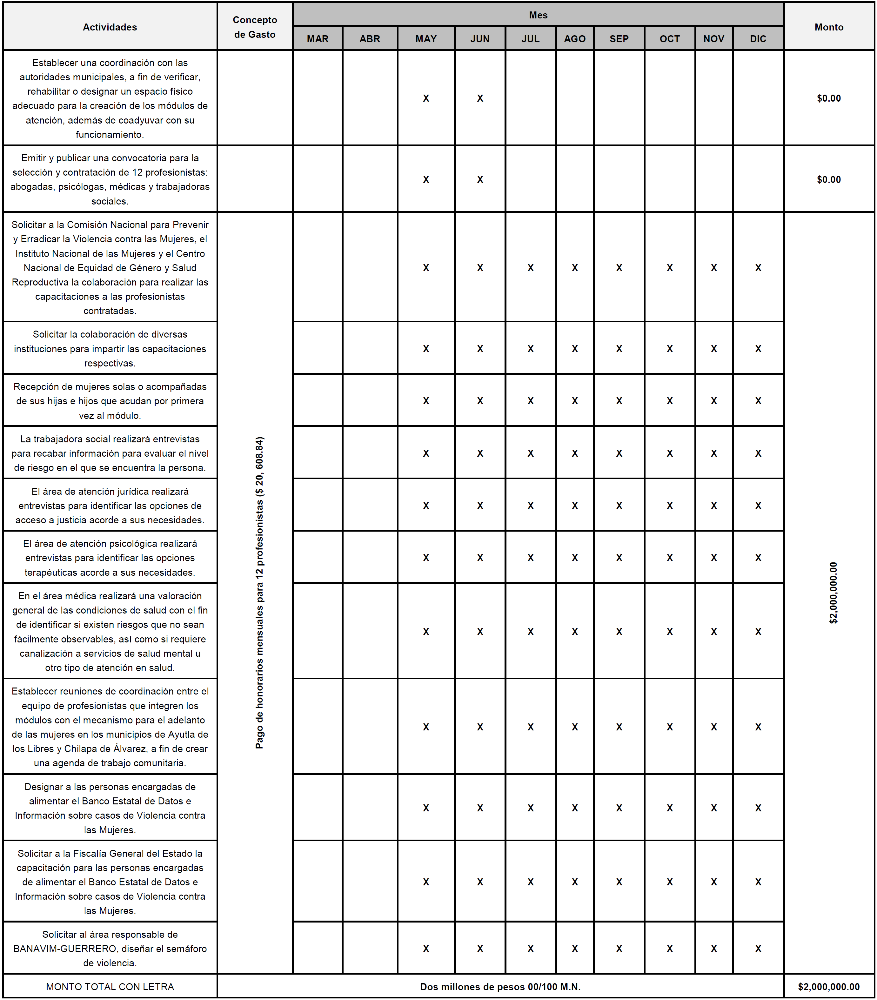 Actividades
Concepto
de Gasto
Mes
Monto
MAR ABR MAY JUN JUL AGO SEP OCT NOV DIC
Establecer una coordinación con las
autoridades municipales, a fin de verificar,
rehabilitar o designar un espacio físico
adecuado para la creación de los módulos de
atención, además de coadyuvar con su
funcionamiento.
X X
$0.00
Emitir y publicar una convocatoria para la
selección y contratación de 12 profesionistas:
abogadas, psicólogas, médicas y trabajadoras
sociales.
X X
$0.00
Pago de honorarios mensuales para 12 profesionistas ($ 20, 608.84)
Solicitar a la Comisión Nacional para Prevenir
y Erradicar la Violencia contra las Mujeres, el
Instituto Nacional de las Mujeres y el Centro
Nacional de Equidad de Género y Salud
Reproductiva la colaboración para realizar las
capacitaciones a las profesionistas
contratadas.
X X X X X X X X
$2,000,000.00
Solicitar la colaboración de diversas
instituciones para impartir las capacitaciones
respectivas.
X X X X X X X X
Recepción de mujeres solas o acompañadas
de sus hijas e hijos que acudan por primera
vez al módulo.
X X X X X X X X
La trabajadora social realizará entrevistas
para recabar información para evaluar el nivel
de riesgo en el que se encuentra la persona.
X X X X X X X X
El área de atención jurídica realizará
entrevistas para identificar las opciones de
acceso a justicia acorde a sus necesidades.
X X X X X X X X
El área de atención psicológica realizará
entrevistas para identificar las opciones
terapéuticas acorde a sus necesidades.
X X X X X X X X
En el área médica realizará una valoración
general de las condiciones de salud con el fin
de identificar si existen riesgos que no sean
fácilmente observables, así como si requiere
canalización a servicios de salud mental u
otro tipo de atención en salud.
X X X X X X X X
Establecer reuniones de coordinación entre el
equipo de profesionistas que integren los
módulos con el mecanismo para el adelanto
de las mujeres en los municipios de Ayutla de
los Libres y Chilapa de Álvarez, a fin de crear
una agenda de trabajo comunitaria.
X X X X X X X X
Designar a las personas encargadas de
alimentar el Banco Estatal de Datos e
Información sobre casos de Violencia contra
las Mujeres.
X X X X X X X X
Solicitar a la Fiscalía General del Estado la
capacitación para las personas encargadas
de alimentar el Banco Estatal de Datos e
Información sobre casos de Violencia contra
las Mujeres.
X X X X X X X X
Solicitar al área responsable de
BANAVIM-GUERRERO, diseñar el semáforo
de violencia.
X X X X X X X X
MONTO TOTAL CON LETRA
Dos millones de pesos 00/100 M.N.
$2,000,000.00